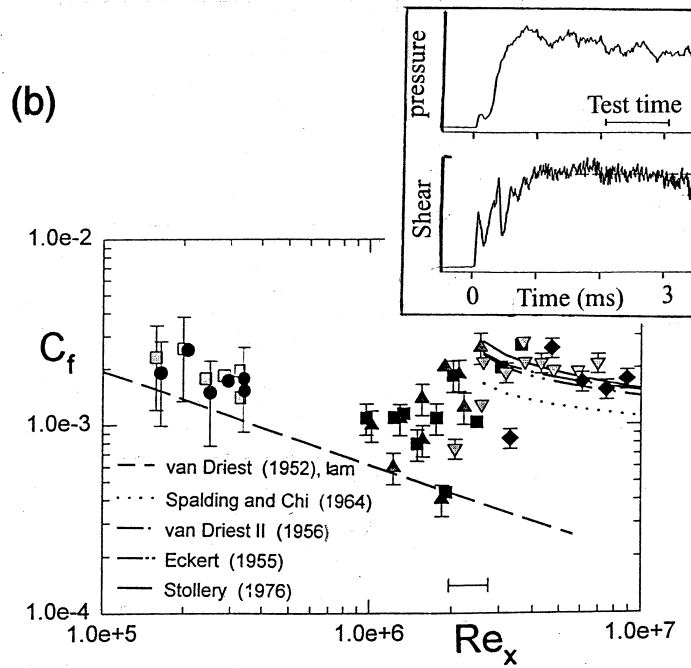 (b)
pressure
Test time
Shear
0
Time (ms)
3
1.0e-2
Cf
1.0e-3
van Driest (1952), lam
Spalding and Chi (1964)
van Driest II (1956)
Eckert (1955)
Stollery (1976)
1.0e-4
1.0e+5
1.0e+6
Rex
1.0e+7